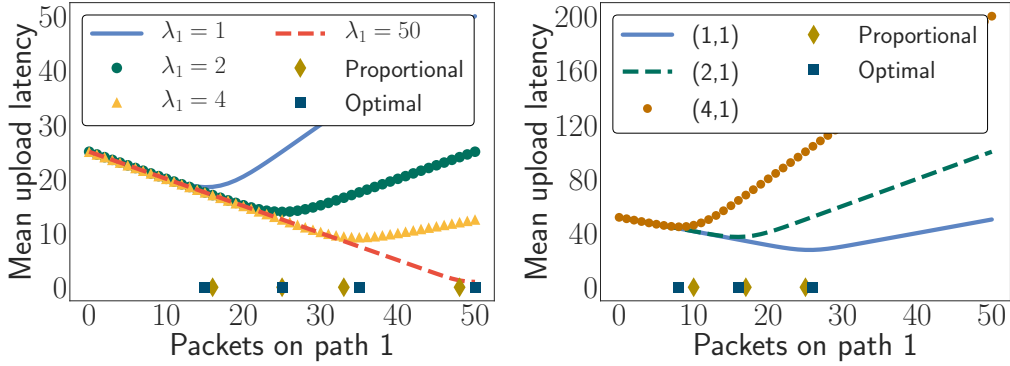 50
40
30
20
10
0
Mean upload latency
λ₁ = 1
λ₁ = 2
λ₁ = 4
λ₁ = 50
Proportional
Optimal
0 10 20 30 40 50
Packets on path 1
200
160
120
80
40
0
Mean upload latency
(1,1)
(2,1)
(4,1)
Proportional
Optimal
0 10 20 30 40 50
Packets on path 1